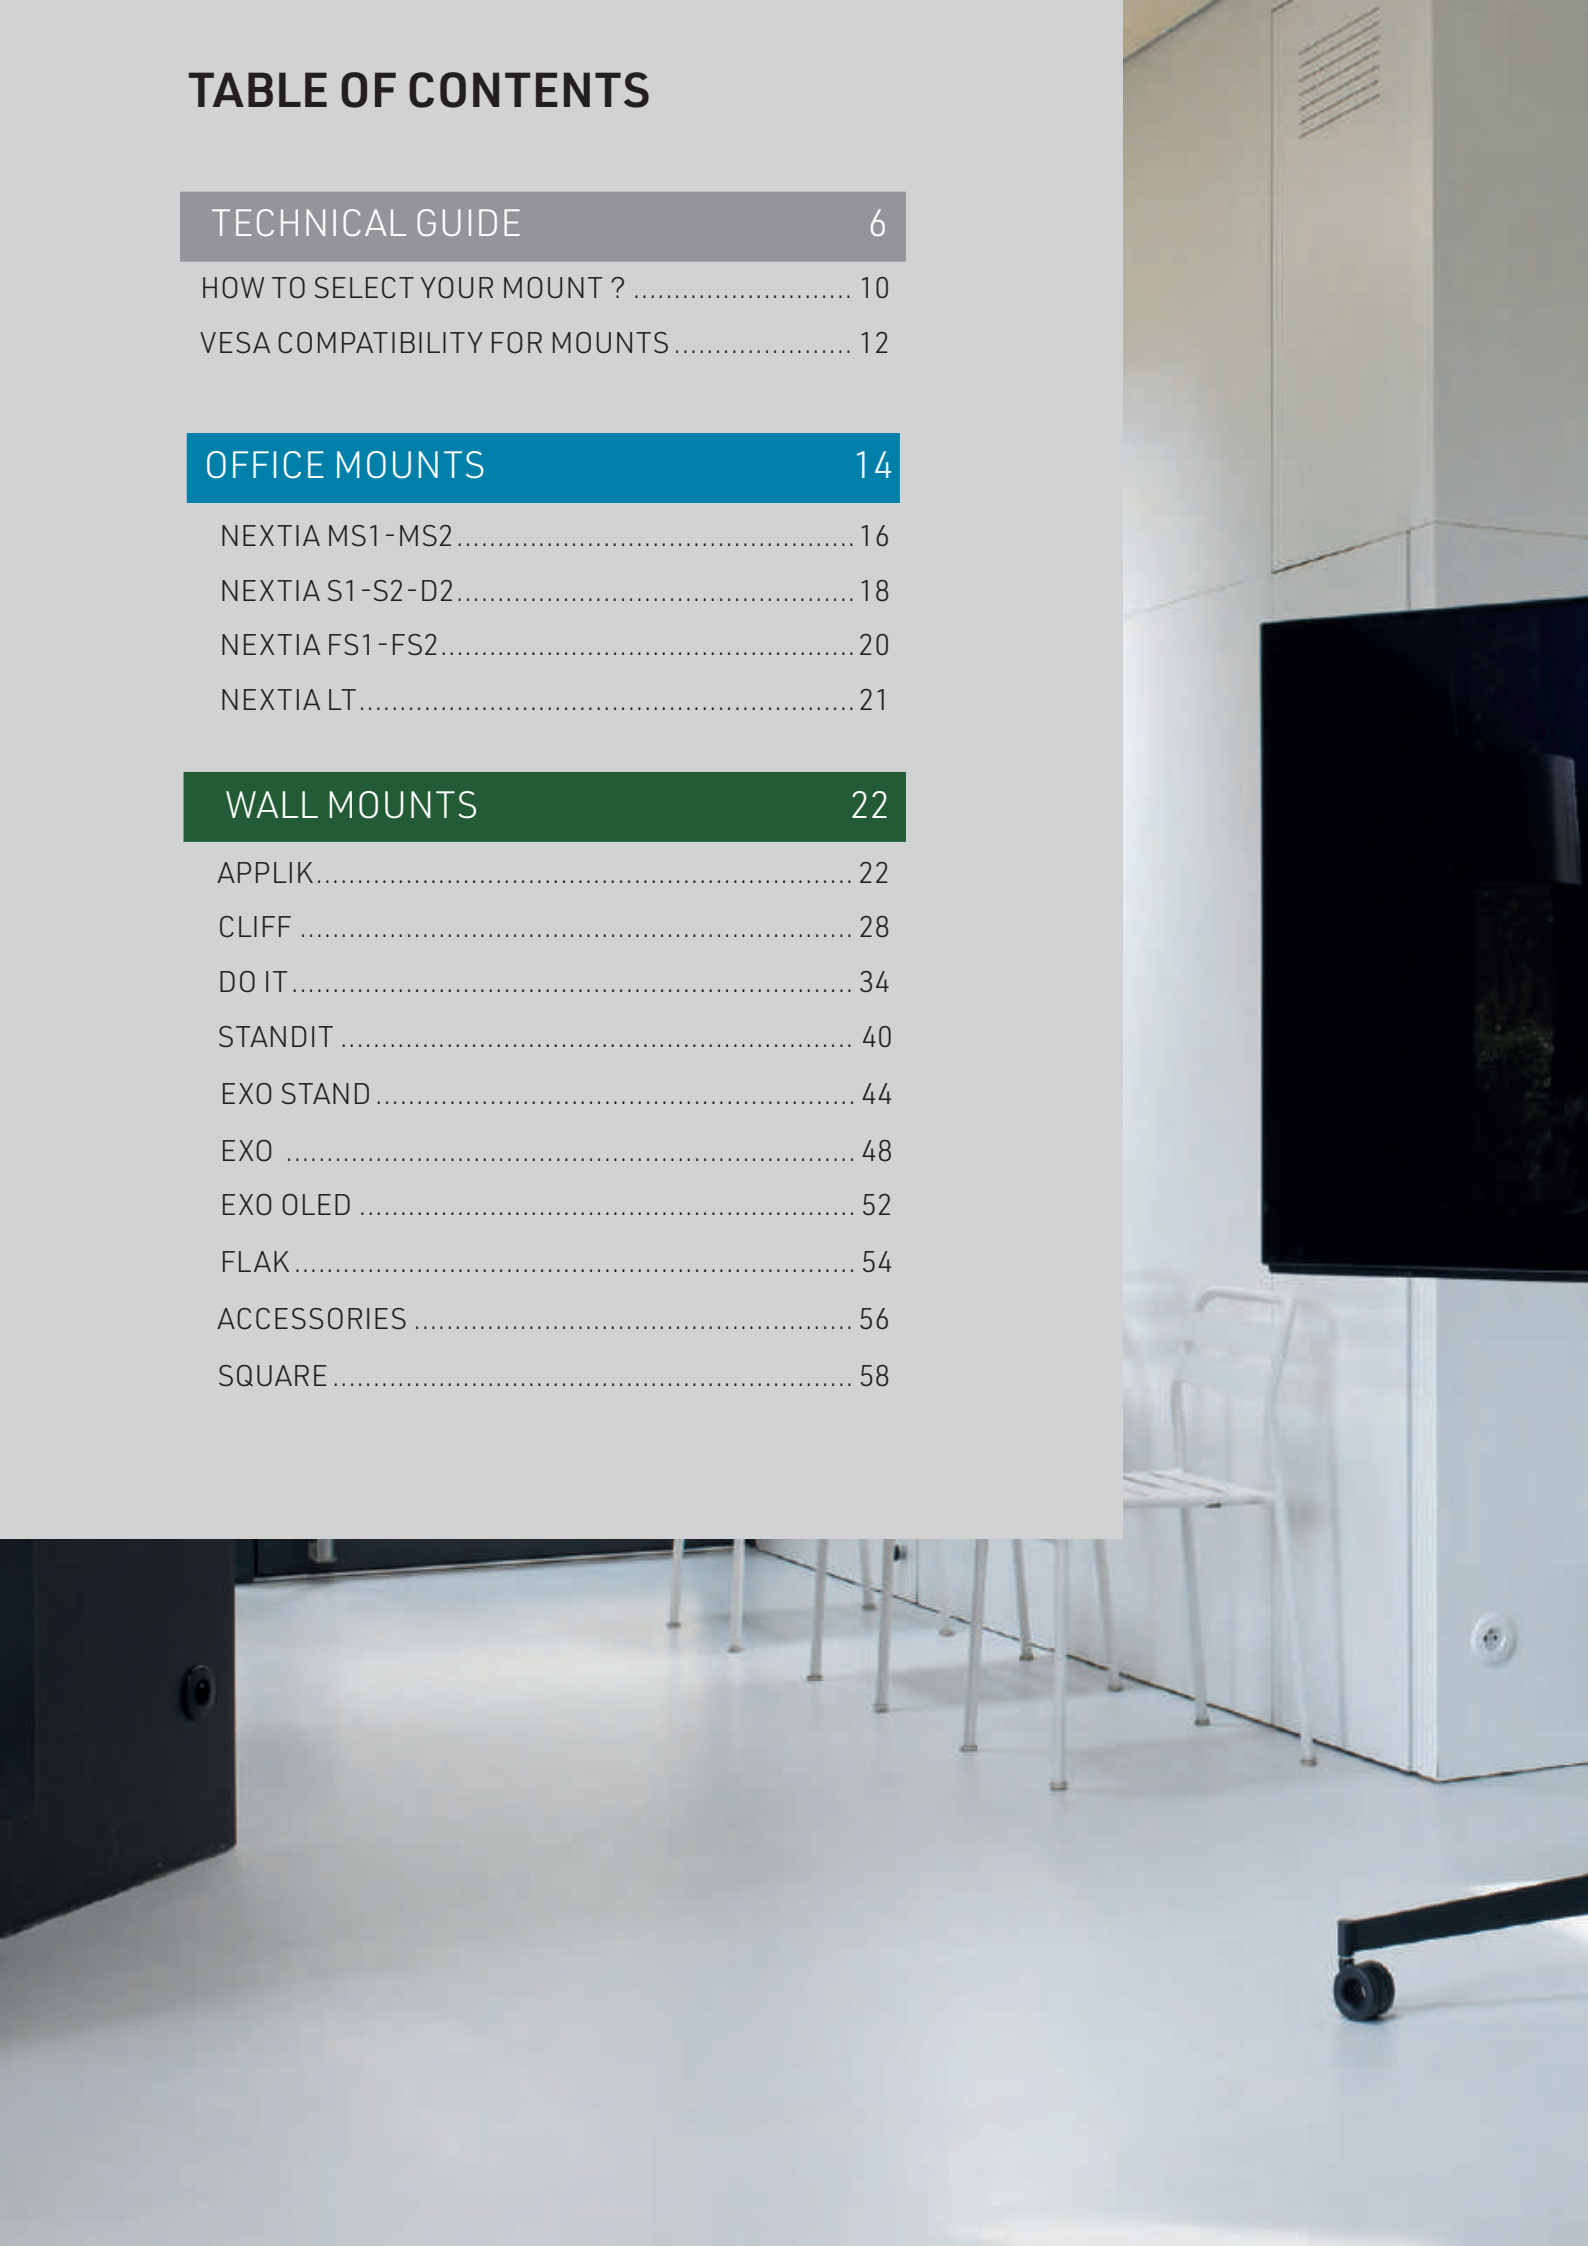 TABLE OF CONTENTS
TECHNICAL GUIDE 6
HOW TO SELECT YOUR MOUNT ? ........................... 10
VESA COMPATIBILITY FOR MOUNTS ...................... 12
OFFICE MOUNTS 14
NEXTIA MS1-MS2 ................................................. 16
NEXTIA S1-S2-D2 ................................................. 18
NEXTIA FS1-FS2 ................................................... 20
NEXTIA LT ............................................................. 21
WALL MOUNTS 22
APPLIK .................................................................. 22
CLIFF .................................................................... 28
DO IT ..................................................................... 34
STANDIT ............................................................... 40
EXO STAND ........................................................... 44
EXO ...................................................................... 48
EXO OLED ............................................................. 52
FLAK ..................................................................... 54
ACCESSORIES ...................................................... 56
SQUARE ................................................................ 58